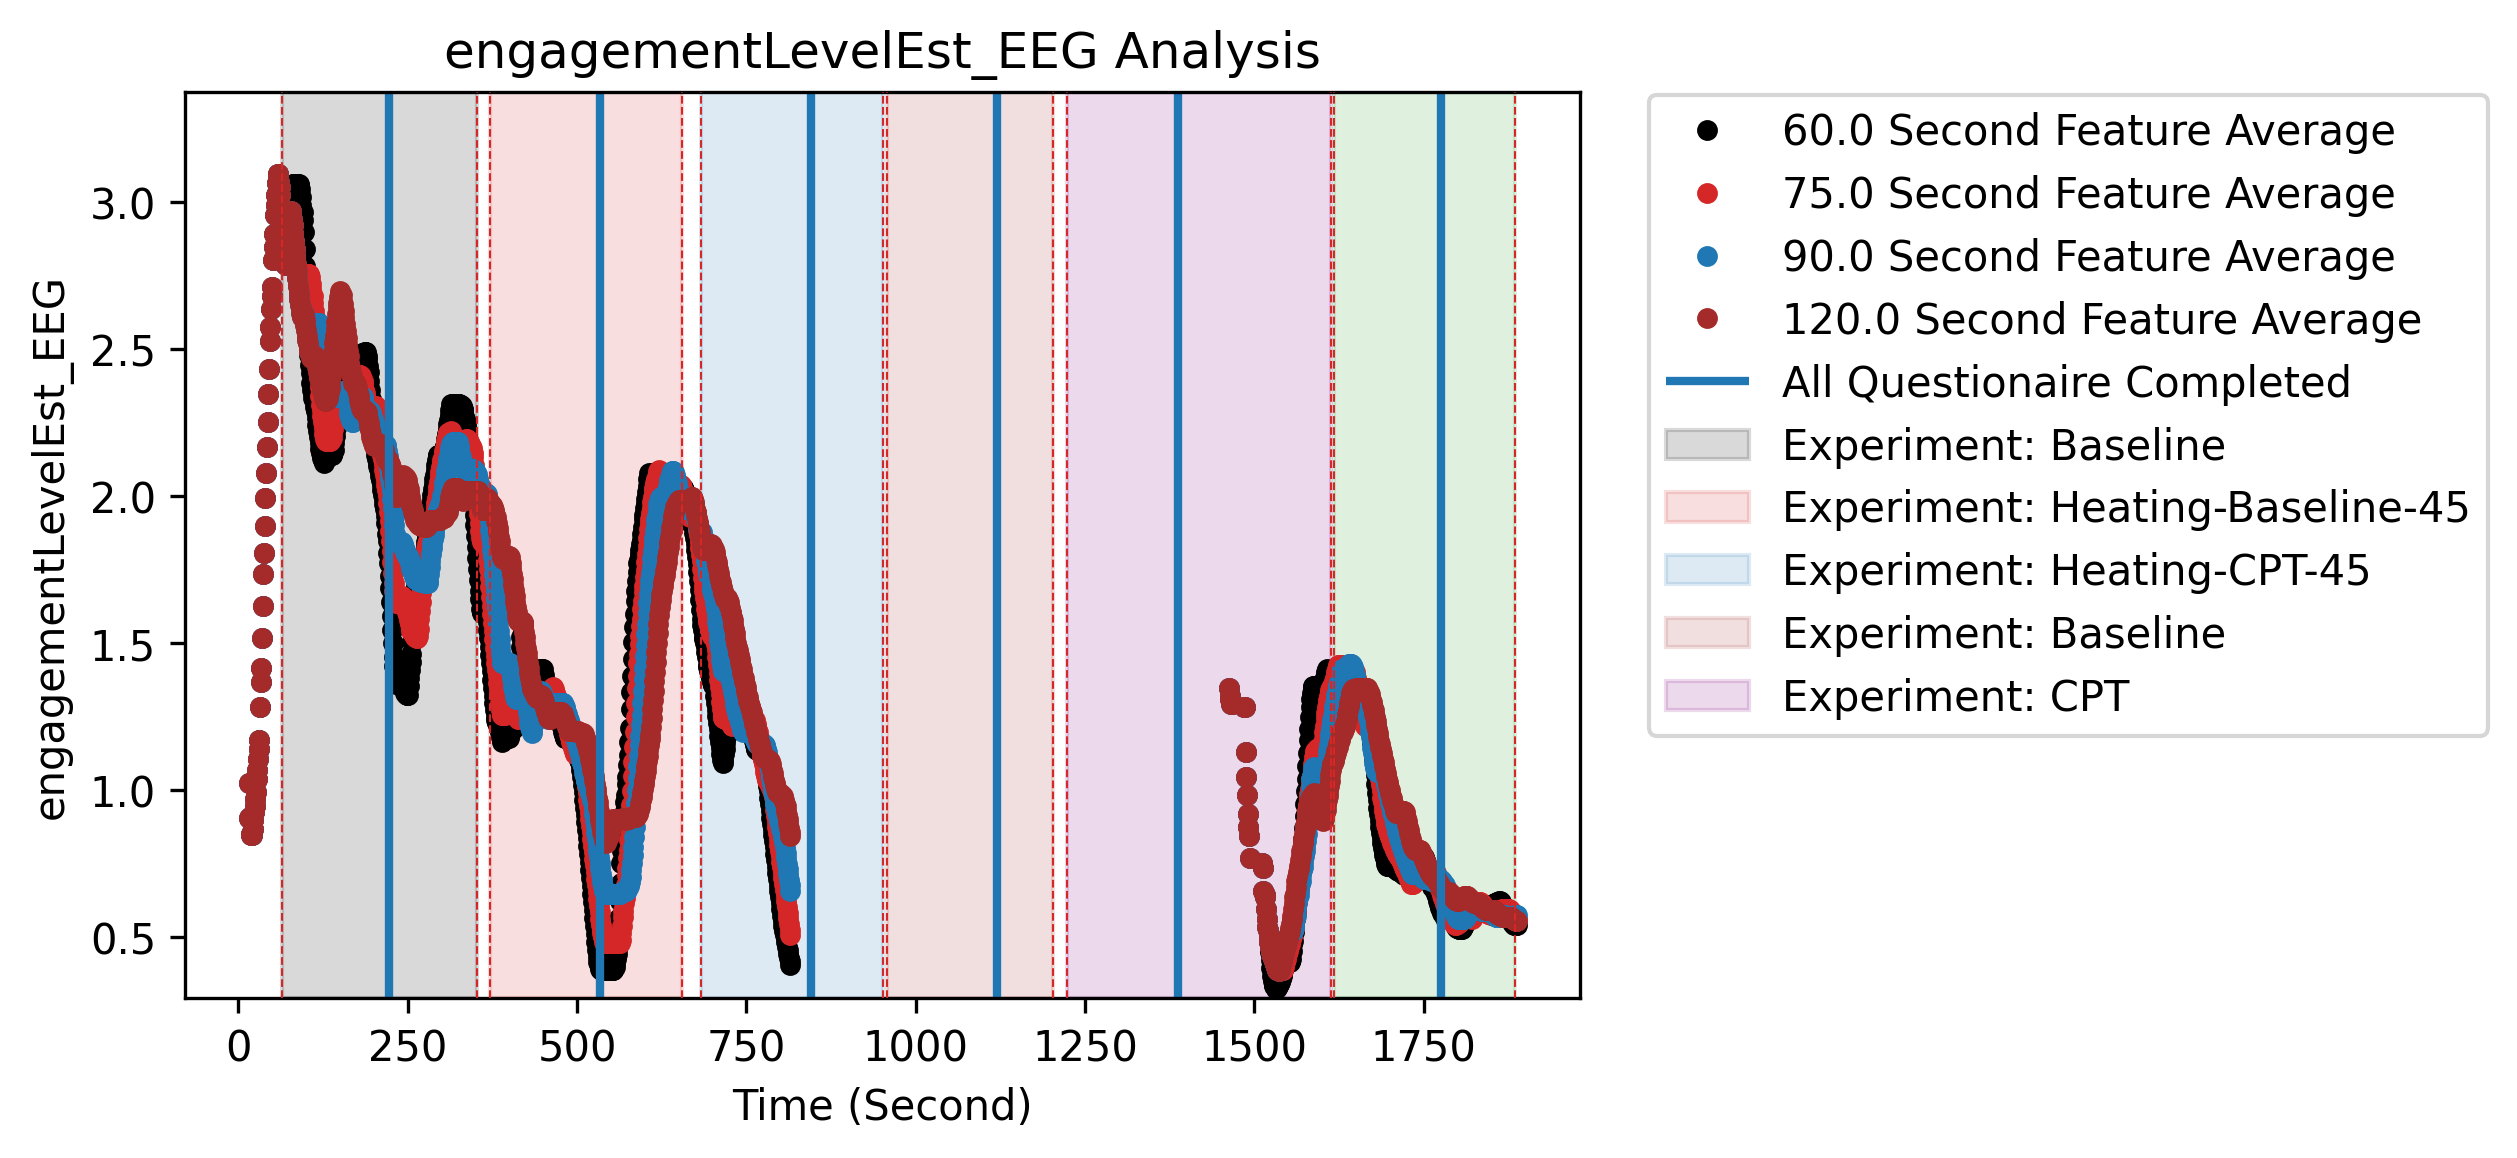 engagementLevelEst_EEG Analysis
engagementLevelEst_EEG
3.0
2.5
2.0
1.5
1.0
0.5
0 250 500 750 1000 1250 1500 1750
Time (Second)
60.0 Second Feature Average
75.0 Second Feature Average
90.0 Second Feature Average
120.0 Second Feature Average
All Questionaire Completed
Experiment: Baseline
Experiment: Heating-Baseline-45
Experiment: Heating-CPT-45
Experiment: Baseline
Experiment: CPT